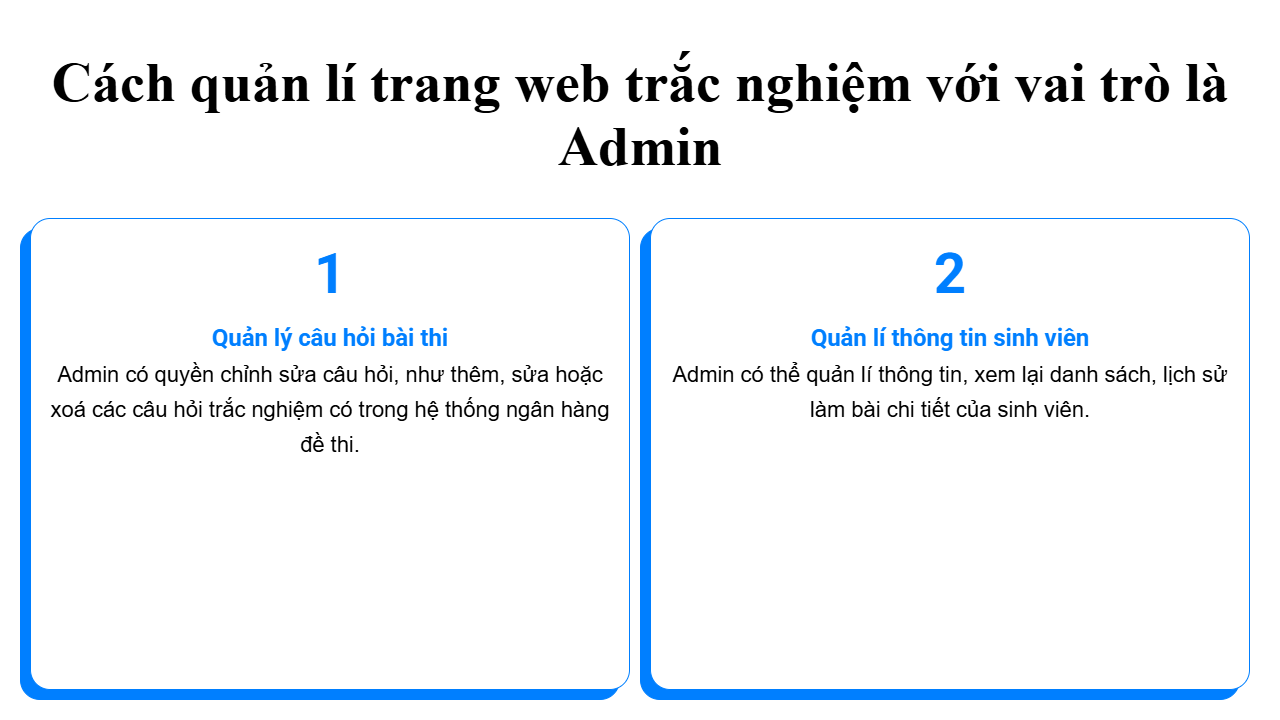 Cách quản lí trang web trắc nghiệm với vai trò là
Admin
1
Quản lý câu hỏi bài thi
Admin có quyền chỉnh sửa câu hỏi, như thêm, sửa hoặc
xoá các câu hỏi trắc nghiệm có trong hệ thống ngân hàng
đề thi.
2
Quản lí thông tin sinh viên
Admin có thể quản lí thông tin, xem lại danh sách, lịch sử
làm bài chi tiết của sinh viên.